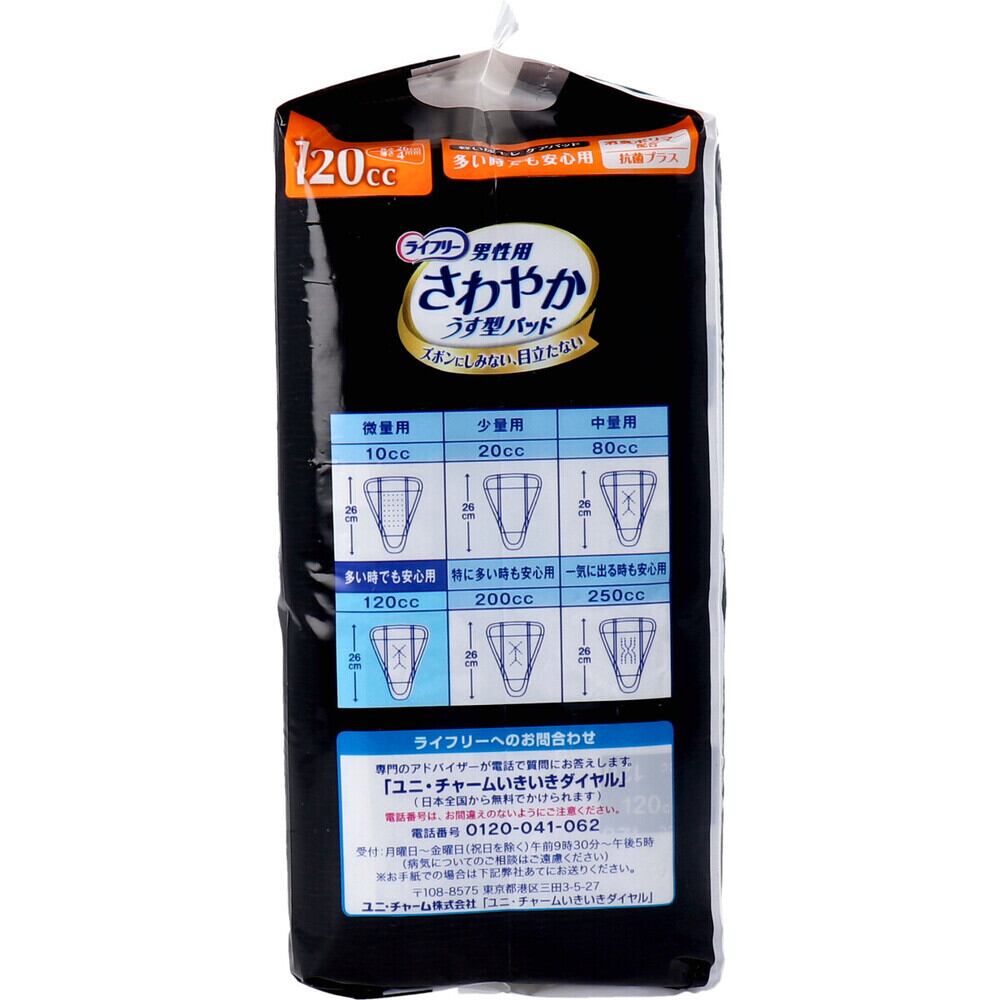 120cc
多い時でも安心用
抗菌プラス
ライフリー 男性用
さわやか
うす型パッド
ズボンにしみない、目立たない
微量用 少量用 中量用
10cc 20cc 80cc
26cm 26cm 26cm
多い時でも安心用 特に多い時も安心用 一気に出る時も安心用
120cc 200cc 250cc
26cm 26cm 26cm
ライフリーへのお問合わせ
専門のアドバイザーが電話で質問にお答えします。
「ユニ・チャームいきいきダイヤル」
(日本全国から無料でかけられます)
電話番号は、お間違えのないようにご注意ください。
電話番号 0120-041-062
受付:月曜日〜金曜日(祝日を除く)午前9時30分〜午後5時
(病気についてのご相談はご遠慮ください)
※お手紙での場合は下記弊社あてにお送りください。
〒108-8575 東京都港区三田3-5-27
ユニ・チャーム株式会社「ユニ・チャームいきいきダイヤル」